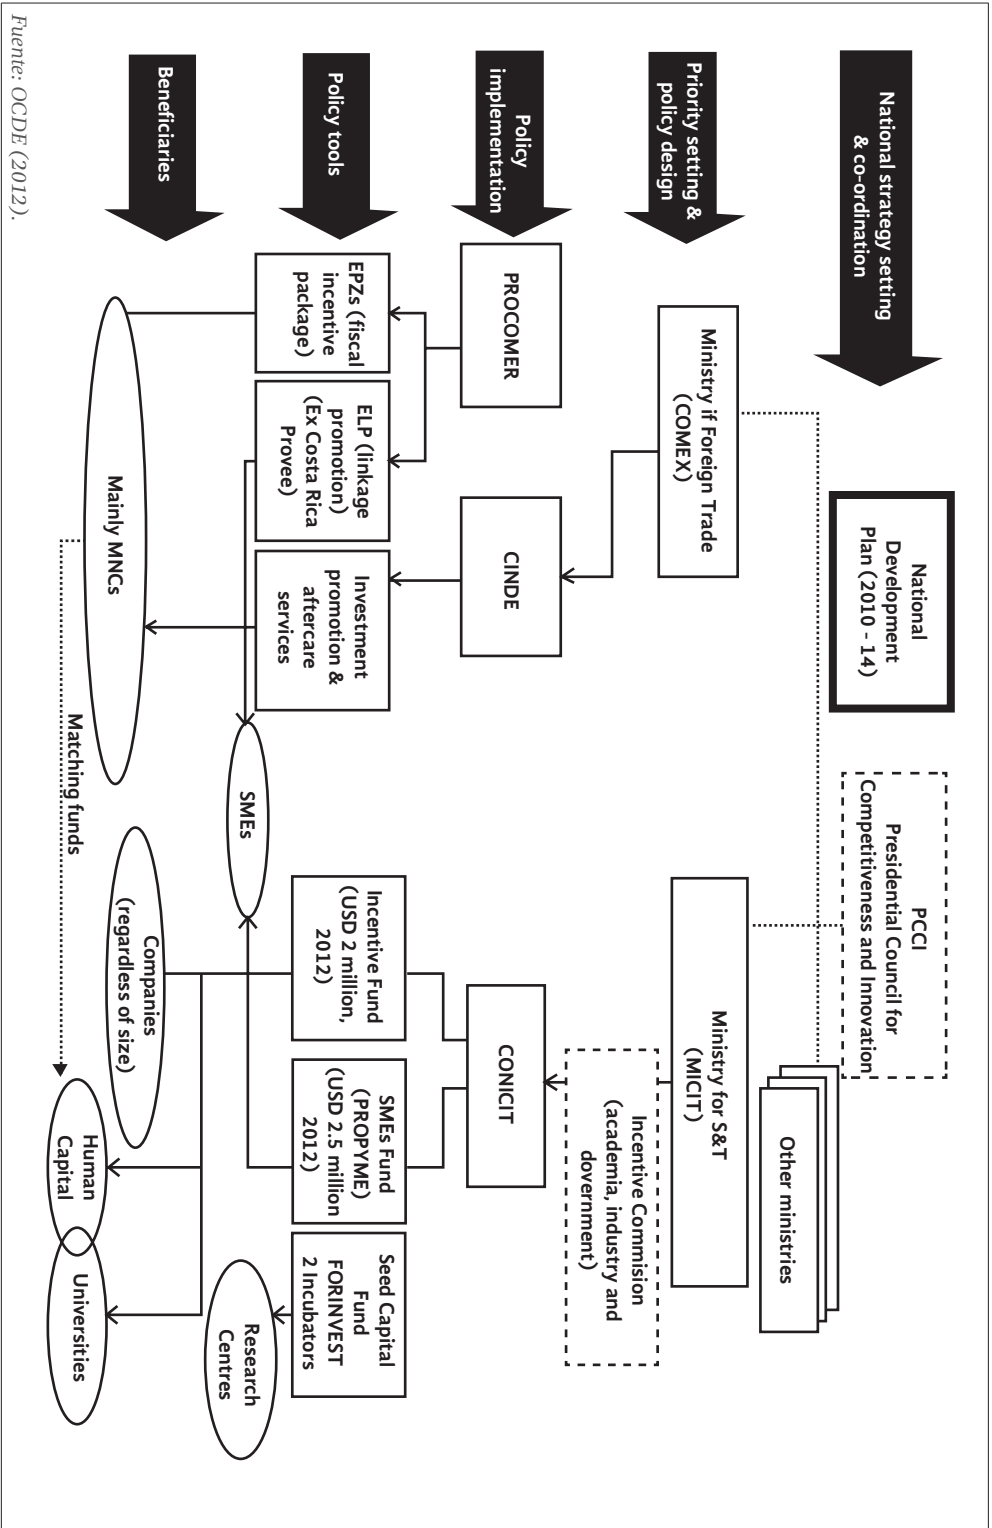 National strategy setting
& co-ordination
National
Development
Plan (2010 - 14)
PCCI
Presidential Council for
Competitiveness and Innovation
Other ministries
Priority setting &
policy design
Ministry if Foreign Trade
(COMEX)
Ministry for S&T
(MICIT)
Incentive Commision
(academia, industry and
dovernment)
Policy
implementation
PROCOMER
CINDE
CONICIT
Policy tools
EPZs (fiscal
incentive
package)
ELP (linkage
promotion)
(Ex Costa Rica
Provee)
Investment
promotion &
aftercare
services
Incentive Fund
(USD 2 million,
2012)
SMEs Fund
(PROPYME)
(USD 2.5 million
2012)
Seed Capital
Fund
FORINVEST
2 Incubators
Beneficiaries
SMEs
Research
Centres
Mainly MNCs
Companies
(regardless of size)
Matching funds
Human
Capital
Universities
Fuente: OCDE (2012).